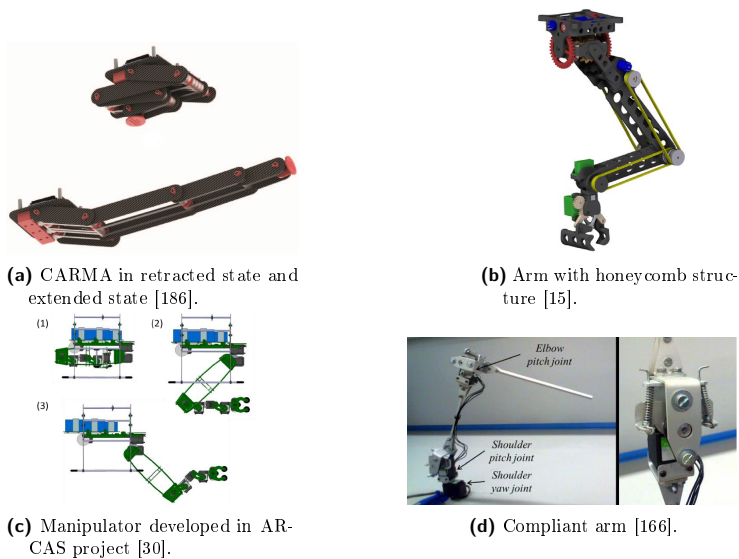 (a) CARMA in retracted state and
extended state [186].
(b) Arm with honeycomb struc-
ture [15].
(1)
(2)
(3)
(c) Manipulator developed in AR-
CAS project [30].
Elbow
pitch joint
Shoulder
pitch joint
Shoulder
yaw joint
(d) Compliant arm [166].